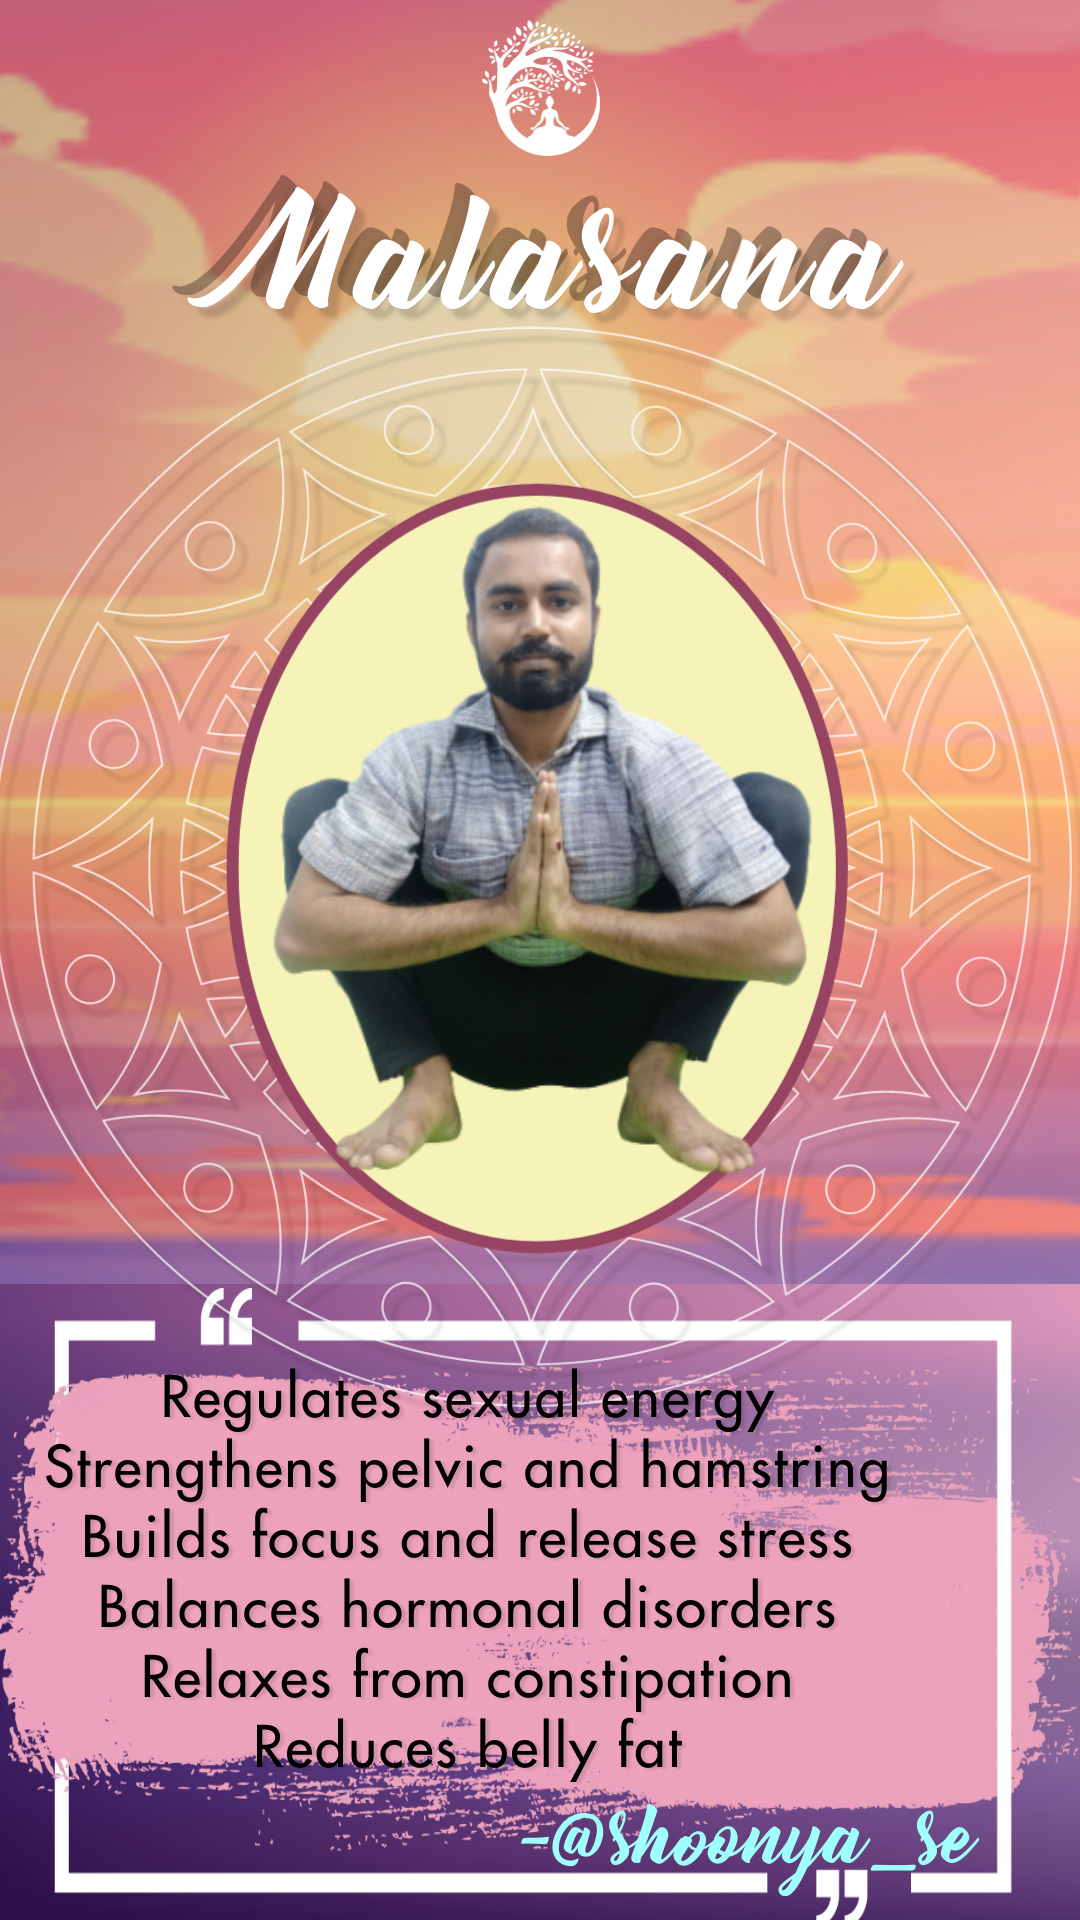 Malasana
“
Regulates sexual energy
Strengthens pelvic and hamstring
Builds focus and release stress
Balances hormonal disorders
Relaxes from constipation
Reduces belly fat
-@shoonya_se
”